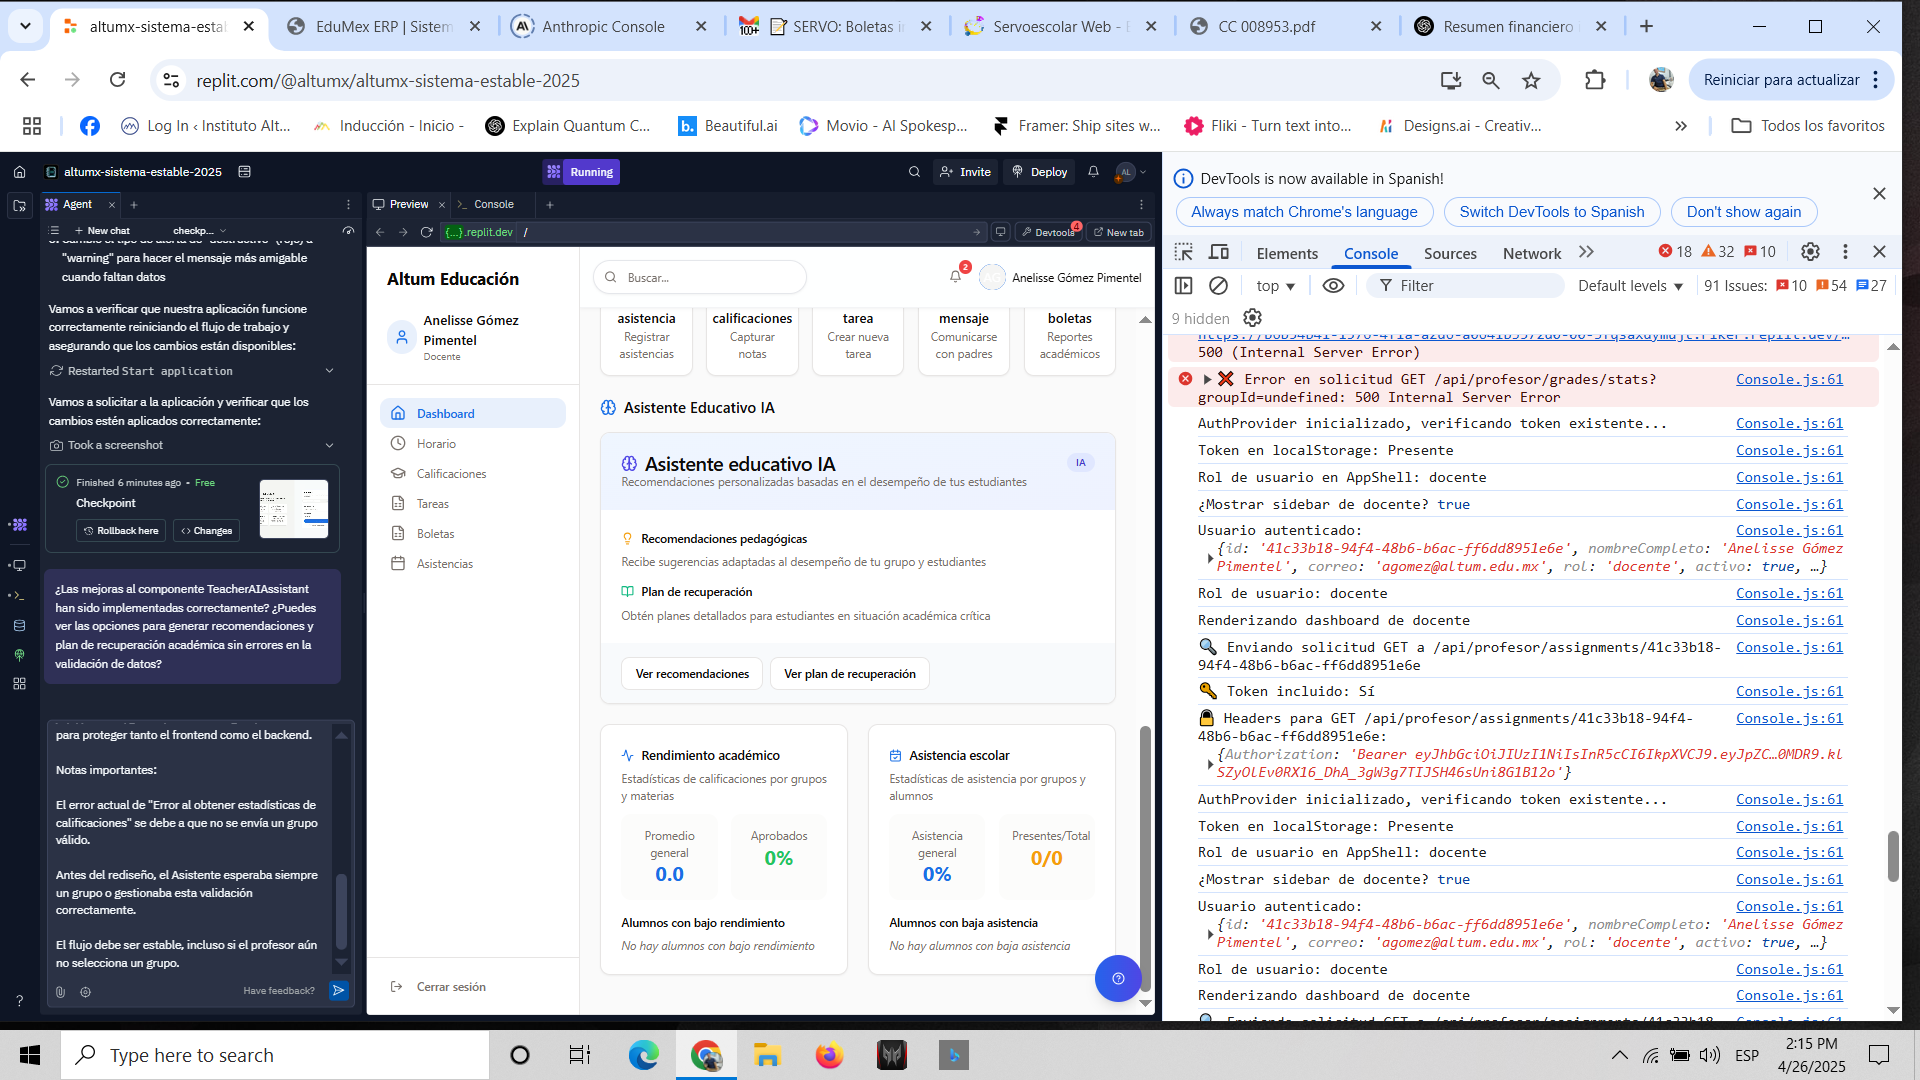 altumx-sistema-esta
EduMex ERP | Sistem
Anthropic Console
100+
SERVO: Boletas i
Servoescolar Web - E
CC 008953.pdf
Resumen financiero
replit.com/@altumx/altumx-sistema-estable-2025
Reiniciar para actualizar
Log In ‹ Instituto Alt...
Inducción - Inicio -
Explain Quantum C...
Beautiful.ai
Movio - AI Spokesp...
Framer: Ship sites w...
Fliki - Turn text into...
Designs.ai - Creativ...
Todos los favoritos
altumx-sistema-estable-2025
Running
Invite
Deploy
AL
Agent
New chat
checkp...
"warning" para hacer el mensaje más amigable
cuando faltan datos
Vamos a verificar que nuestra aplicación funcione
correctamente reiniciando el flujo de trabajo y
asegurando que los cambios están disponibles:
Restarted Start application
Vamos a solicitar a la aplicación y verificar que los
cambios estén aplicados correctamente:
Took a screenshot
Finished 6 minutes ago • Free
Checkpoint
Rollback here
Changes
¿Las mejoras al componente TeacherAIAssistant
han sido implementadas correctamente? ¿Puedes
ver las opciones para generar recomendaciones y
plan de recuperación académica sin errores en la
validación de datos?
para proteger tanto el frontend como el backend.
Notas importantes:
El error actual de "Error al obtener estadísticas de
calificaciones" se debe a que no se envía un grupo
válido.
Antes del rediseño, el Asistente esperaba siempre
un grupo o gestionaba esta validación
correctamente.
El flujo debe ser estable, incluso si el profesor aún
no selecciona un grupo.
Have feedback?
Preview
Console
{...}.replit.dev /
Devtools
4
New tab
Altum Educación
Anelisse Gómez
Pimentel
Docente
Dashboard
Horario
Calificaciones
Tareas
Boletas
Asistencias
Cerrar sesión
Buscar...
2
Anelisse Gómez Pimentel
asistencia
Registrar
asistencias
calificaciones
Capturar
notas
tarea
Crear nueva
tarea
mensaje
Comunicarse
con padres
boletas
Reportes
académicos
Asistente Educativo IA
Asistente educativo IA
IA
Recomendaciones personalizadas basadas en el desempeño de tus estudiantes
Recomendaciones pedagógicas
Recibe sugerencias adaptadas al desempeño de tu grupo y estudiantes
Plan de recuperación
Obtén planes detallados para estudiantes en situación académica crítica
Ver recomendaciones
Ver plan de recuperación
Rendimiento académico
Estadísticas de calificaciones por grupos
y materias
Promedio
general
0.0
Aprobados
0%
Alumnos con bajo rendimiento
No hay alumnos con bajo rendimiento
Asistencia escolar
Estadísticas de asistencia por grupos y
alumnos
Asistencia
general
0%
Presentes/Total
0/0
Alumnos con baja asistencia
No hay alumnos con baja asistencia
DevTools is now available in Spanish!
Always match Chrome's language
Switch DevTools to Spanish
Don't show again
Elements
Console
Sources
Network
18
32
10
top
Filter
Default levels
91 Issues:
10
54
27
9 hidden
500 (Internal Server Error)
Error en solicitud GET /api/profesor/grades/stats? Console.js:61
groupId=undefined: 500 Internal Server Error
AuthProvider inicializado, verificando token existente... Console.js:61
Token en localStorage: Presente Console.js:61
Rol de usuario en AppShell: docente Console.js:61
¿Mostrar sidebar de docente? true Console.js:61
Usuario autenticado: Console.js:61
{id: '41c33b18-94f4-48b6-b6ac-ff6dd8951e6e', nombreCompleto: 'Anelisse Gómez
Pimentel', correo: 'agomez@altum.edu.mx', rol: 'docente', activo: true, …}
Rol de usuario: docente Console.js:61
Renderizando dashboard de docente Console.js:61
Enviando solicitud GET a /api/profesor/assignments/41c33b18- Console.js:61
94f4-48b6-b6ac-ff6dd8951e6e
Token incluido: Sí Console.js:61
Headers para GET /api/profesor/assignments/41c33b18-94f4- Console.js:61
48b6-b6ac-ff6dd8951e6e:
{Authorization: 'Bearer eyJhbGciOiJIUzI1NiIsInR5cCI6IkpXVCJ9.eyJpZC…0MDR9.kl
SZyOlEv0RX16_DhA_3gW3g7TIJSH46sUni8G1B12o'}
AuthProvider inicializado, verificando token existente... Console.js:61
Token en localStorage: Presente Console.js:61
Rol de usuario en AppShell: docente Console.js:61
¿Mostrar sidebar de docente? true Console.js:61
Usuario autenticado: Console.js:61
{id: '41c33b18-94f4-48b6-b6ac-ff6dd8951e6e', nombreCompleto: 'Anelisse Gómez
Pimentel', correo: 'agomez@altum.edu.mx', rol: 'docente', activo: true, …}
Rol de usuario: docente Console.js:61
Renderizando dashboard de docente Console.js:61
Type here to search
ESP
2:15 PM
4/26/2025